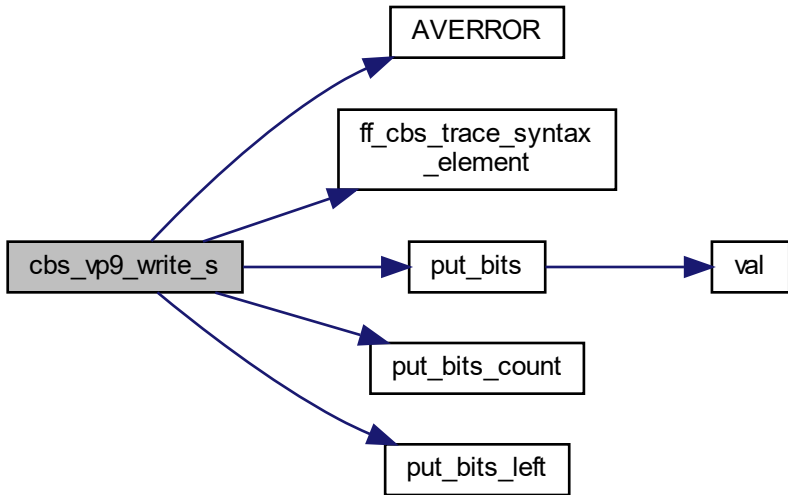 AVERROR
ff_cbs_trace_syntax
_element
cbs_vp9_write_s
put_bits
val
put_bits_count
put_bits_left